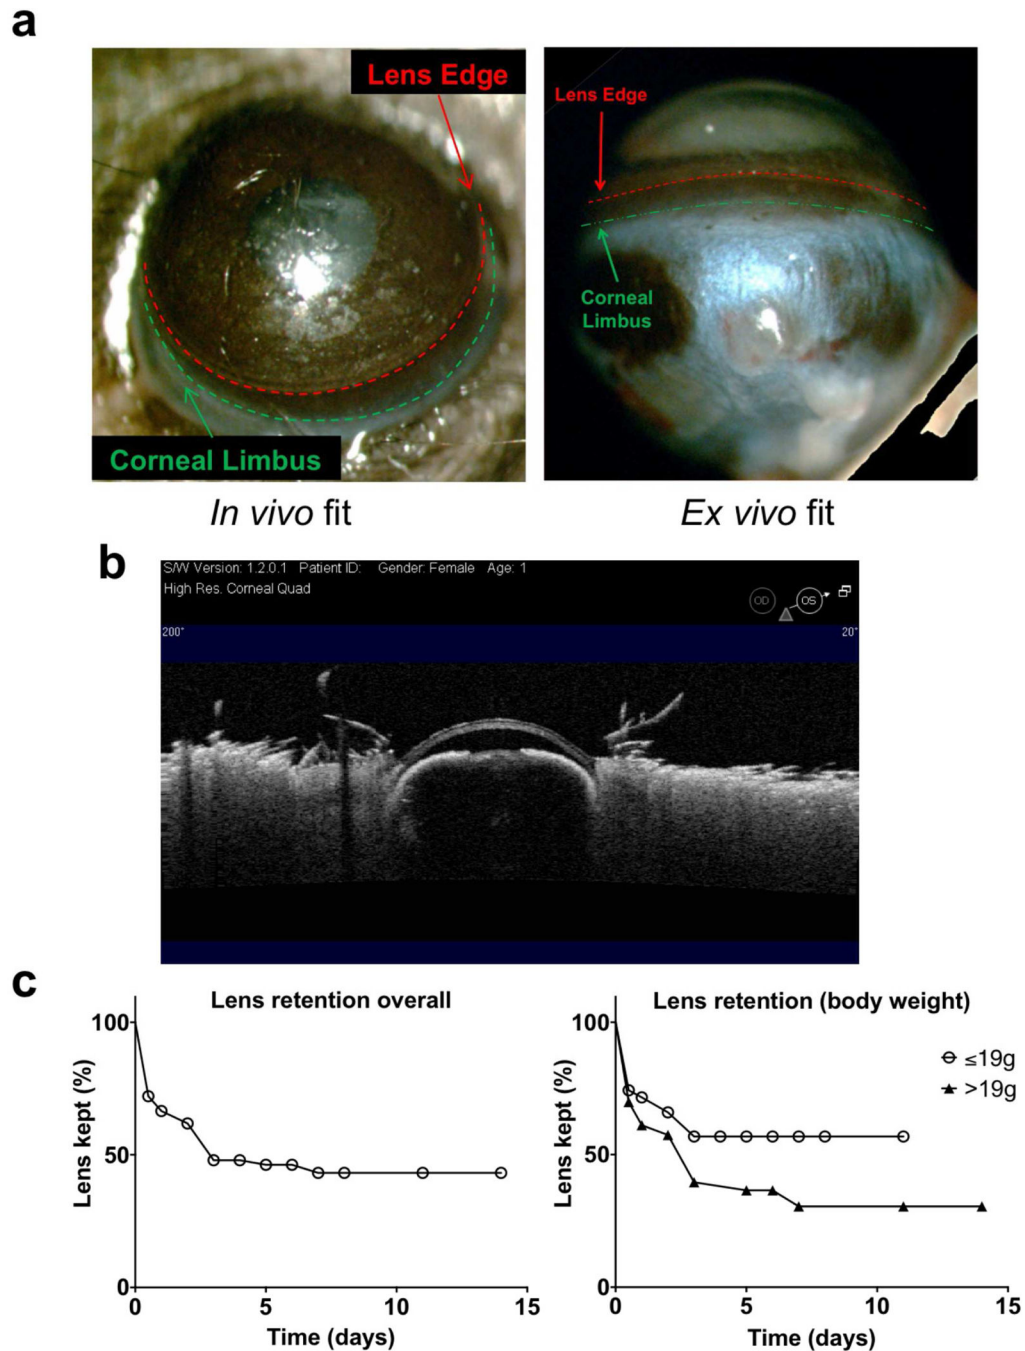 a
Lens Edge
Corneal Limbus
In vivo fit
Lens Edge
Corneal
Limbus
Ex vivo fit
b
S/W Version: 1.2.0.1 Patient ID: Gender: Female Age: 1
High Res. Corneal Quad
OD
OS
200°
20°
c
Lens retention overall
Lens kept (%)
100
50
0
0
5
10
15
Time (days)
Lens retention (body weight)
≤19g
>19g
Lens kept (%)
100
50
0
0
5
10
15
Time (days)